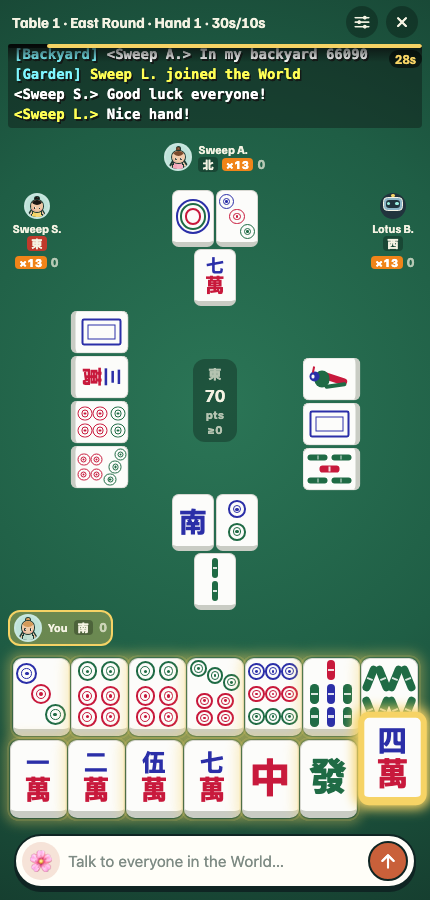 Table 1 · East Round · Hand 1 · 30s/10s
[Backyard] <Sweep A.> In my backyard 66090
28s
[Garden] Sweep L. joined the World
<Sweep S.> Good luck everyone!
<Sweep L.> Nice hand!
Sweep A.
北 ×13 0
Sweep S.
東
×13 0
Lotus B.
西
×13 0
七萬
三萬
東
70
pts
≥0
南
You 南 0
一萬 二萬 伍萬 七萬 中 發 四萬
Talk to everyone in the World...